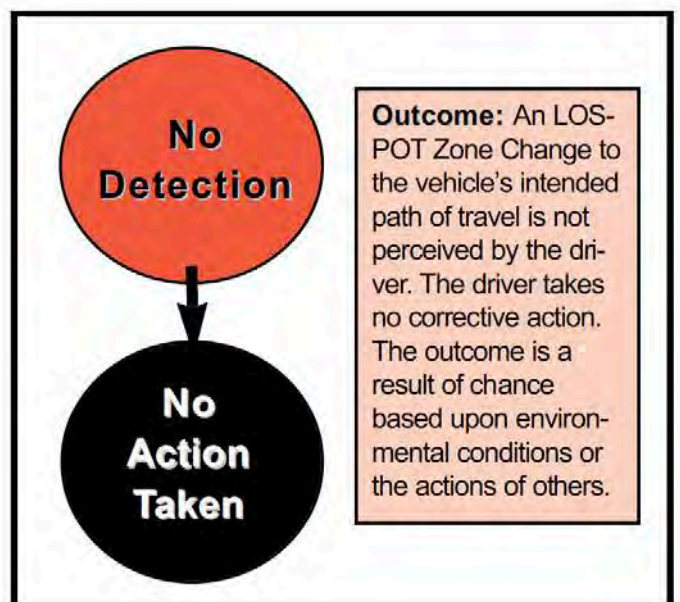 No
Detection
No
Action
Taken
Outcome: An LOS-
POT Zone Change to
the vehicle's intended
path of travel is not
perceived by the dri-
ver. The driver takes
no corrective action.
The outcome is a
result of chance
based upon environ-
mental conditions or
the actions of others.